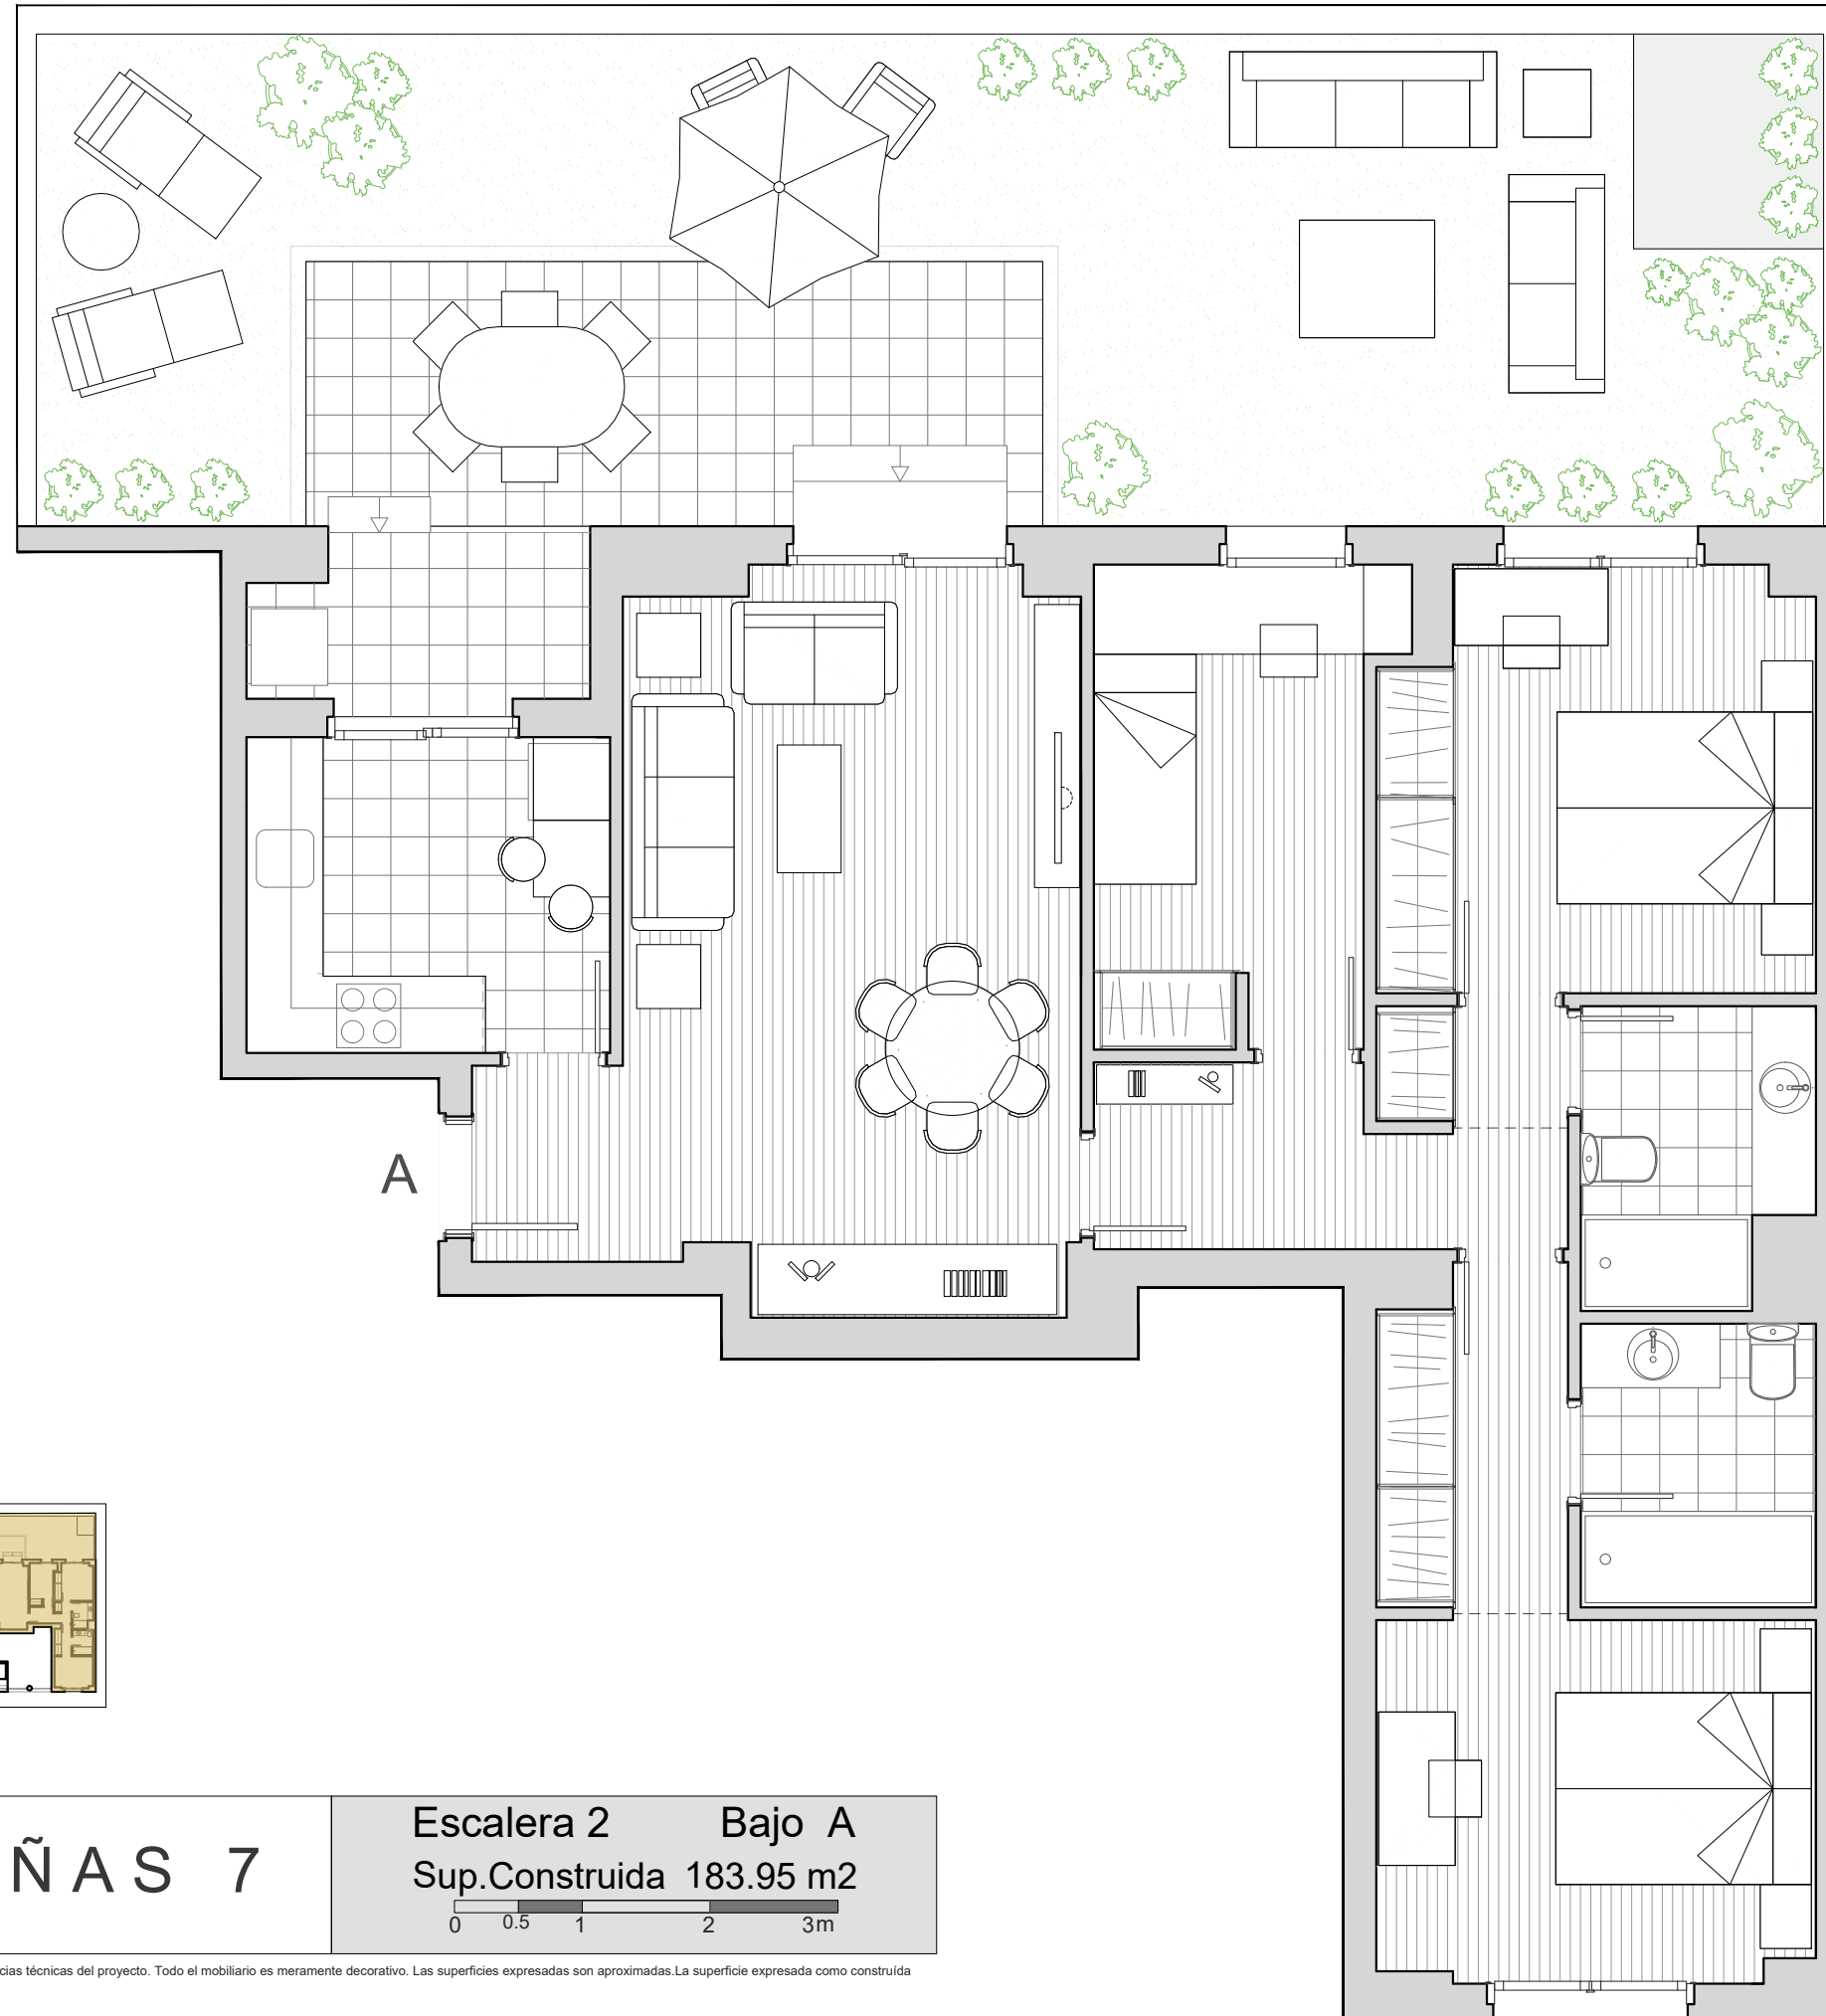 A
ÑAS 7
Escalera 2 Bajo A
Sup.Construida 183.95 m2
0 0.5 1 2 3m
cias técnicas del proyecto. Todo el mobiliario es meramente decorativo. Las superficies expresadas son aproximadas.La superficie expresada como construída